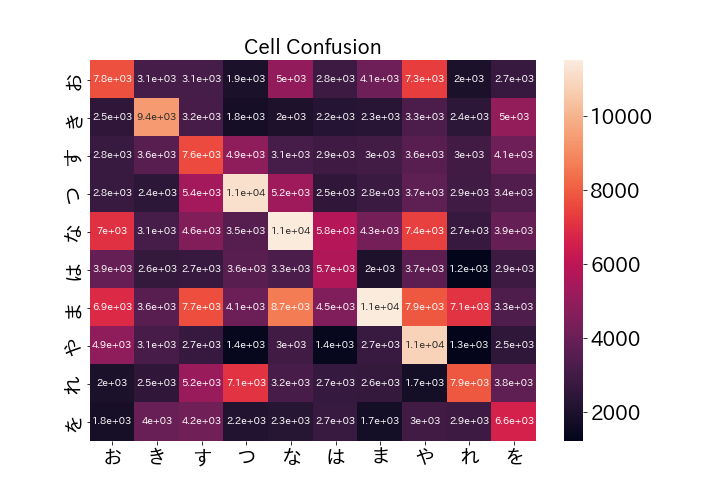 Cell Confusion
お 7.8e+03 3.1e+03 3.1e+03 1.9e+03 5e+03 2.8e+03 4.1e+03 7.3e+03 2e+03 2.7e+03
き 2.5e+03 9.4e+03 3.2e+03 1.8e+03 2e+03 2.2e+03 2.3e+03 3.3e+03 2.4e+03 5e+03
す 2.8e+03 3.6e+03 7.6e+03 4.9e+03 3.1e+03 2.9e+03 3e+03 3.6e+03 3e+03 4.1e+03
つ 2.8e+03 2.4e+03 5.4e+03 1.1e+04 5.2e+03 2.5e+03 2.8e+03 3.7e+03 2.9e+03 3.4e+03
な 7e+03 3.1e+03 4.6e+03 3.5e+03 1.1e+04 5.8e+03 4.3e+03 7.4e+03 2.7e+03 3.9e+03
は 3.9e+03 2.6e+03 2.7e+03 3.6e+03 3.3e+03 5.7e+03 2e+03 3.7e+03 1.2e+03 2.9e+03
ま 6.9e+03 3.6e+03 7.7e+03 4.1e+03 8.7e+03 4.5e+03 1.1e+04 7.9e+03 7.1e+03 3.3e+03
や 4.9e+03 3.1e+03 2.7e+03 1.4e+03 3e+03 1.4e+03 2.7e+03 1.1e+04 1.3e+03 2.5e+03
れ 2e+03 2.5e+03 5.2e+03 7.1e+03 3.2e+03 2.7e+03 2.6e+03 1.7e+03 7.9e+03 3.8e+03
を 1.8e+03 4e+03 4.2e+03 2.2e+03 2.3e+03 2.7e+03 1.7e+03 3e+03 2.9e+03 6.6e+03
お き す つ な は ま や れ を
10000
8000
6000
4000
2000